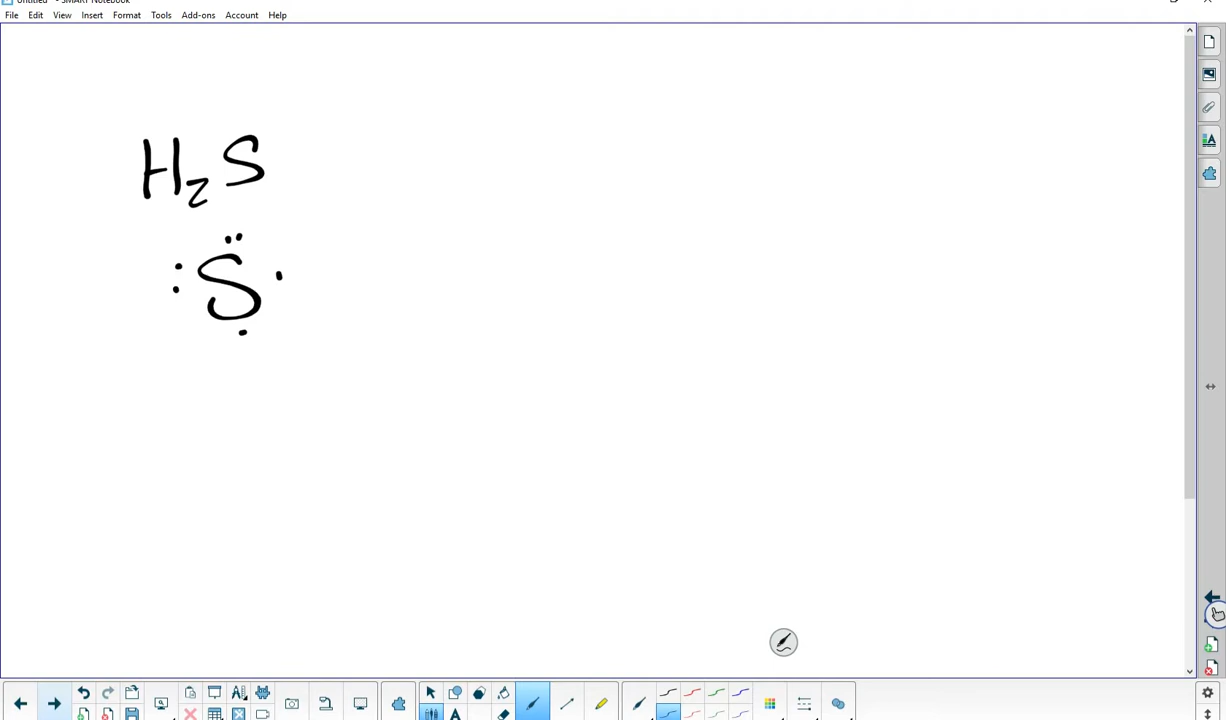 Untitled * - SMART Notebook
File Edit View Insert Format Tools Add-ons Account Help
H₂S
S